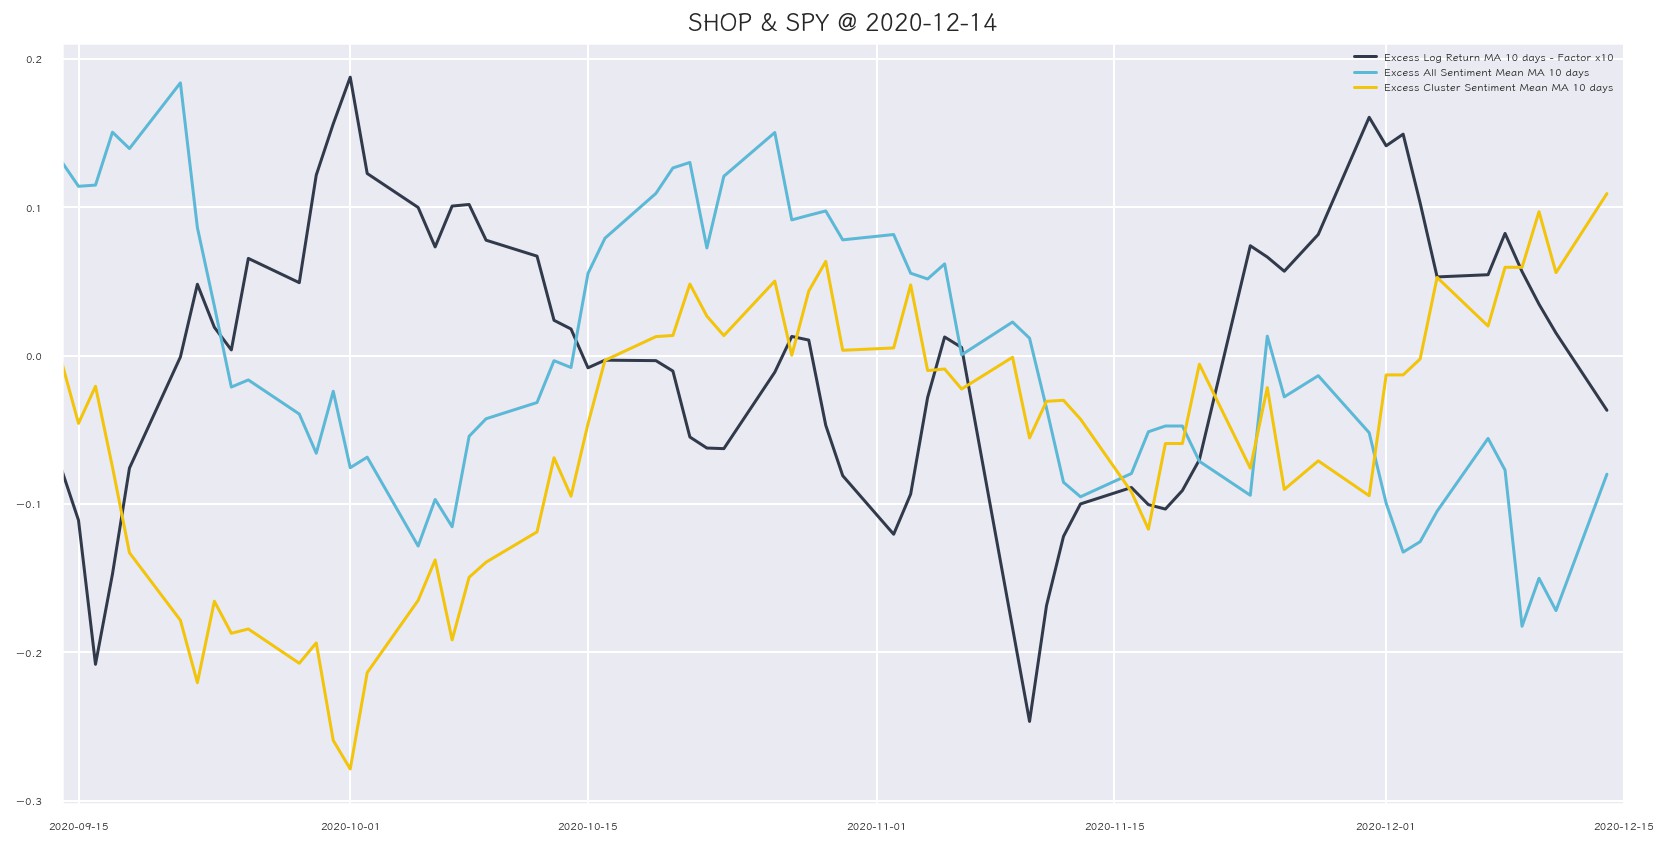 SHOP & SPY @ 2020-12-14
Excess Log Return MA 10 days - Factor x10
Excess All Sentiment Mean MA 10 days
Excess Cluster Sentiment Mean MA 10 days
0.2
0.1
0.0
−0.1
−0.2
−0.3
2020-09-15 2020-10-01 2020-10-15 2020-11-01 2020-11-15 2020-12-01 2020-12-15